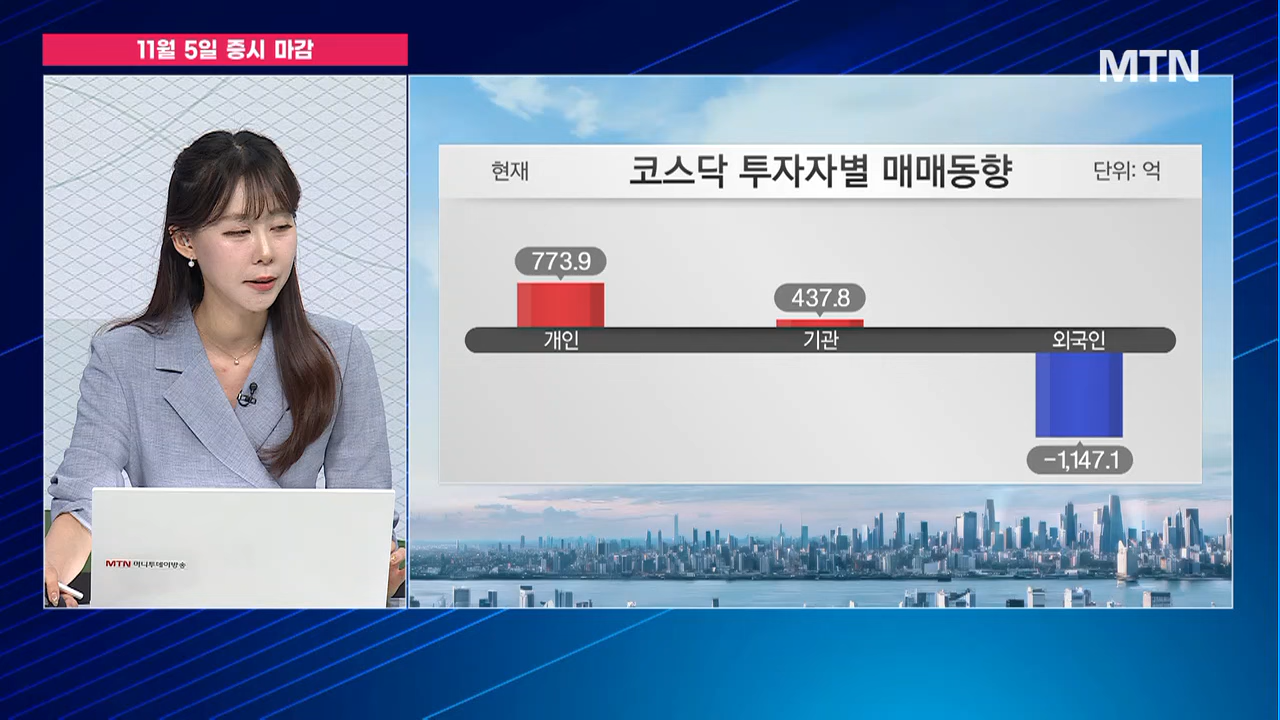 11월 5일 증시 마감
MTN
현재
코스닥 투자자별 매매동향
단위: 억
773.9
437.8
개인
기관
외국인
-1,147.1
MTN 머니투데이방송